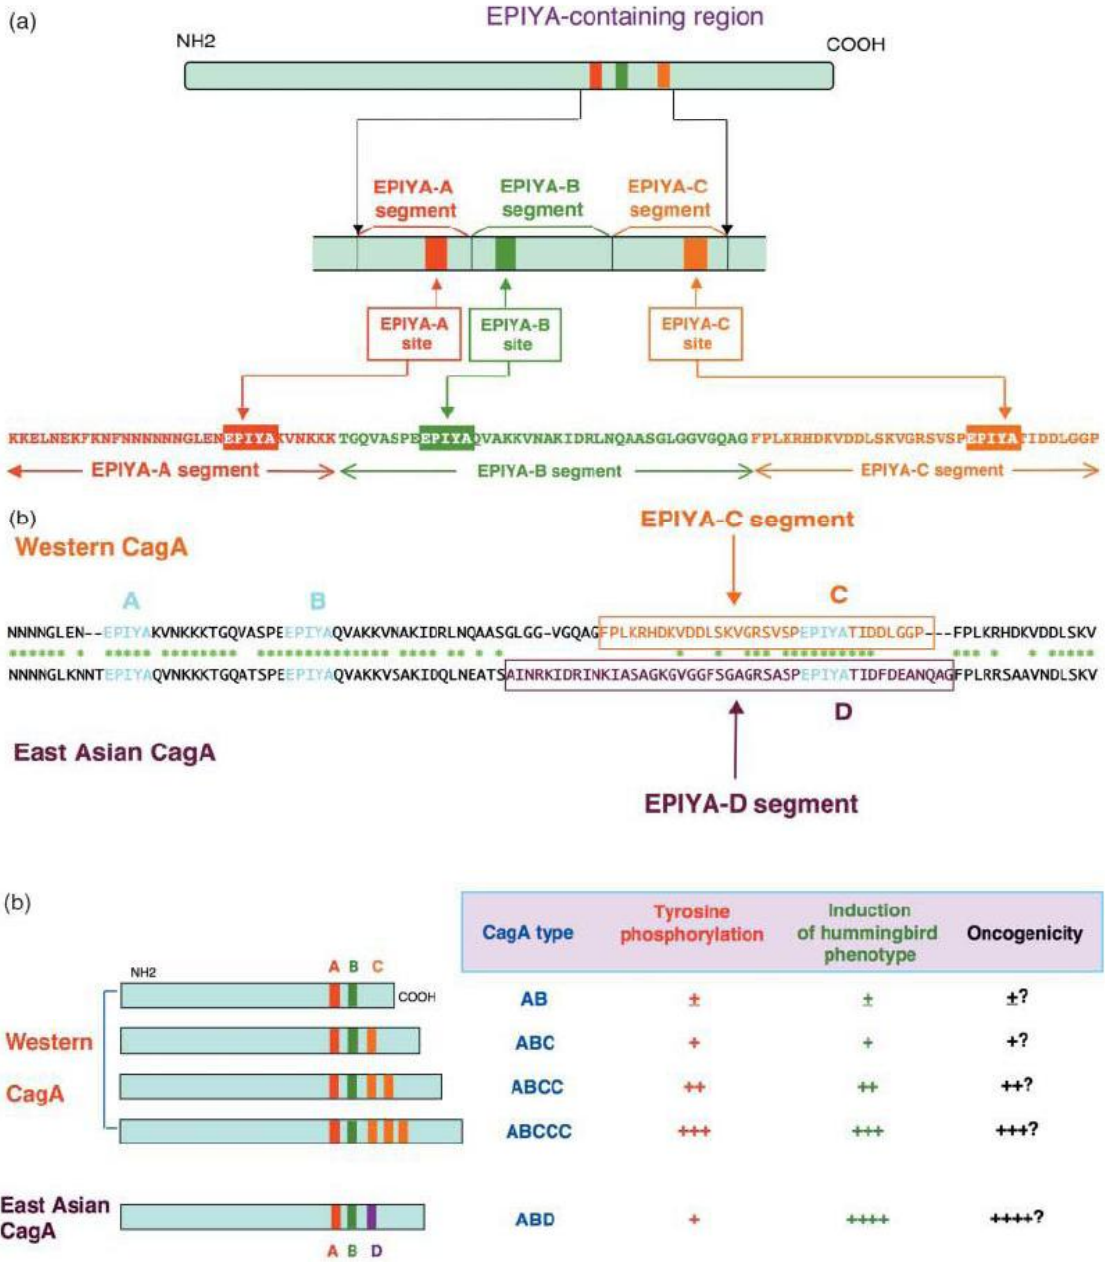 (a)
EPIYA-containing region
NH2
COOH
EPIYA-A segment
EPIYA-B segment
EPIYA-C segment
EPIYA-A site
EPIYA-B site
EPIYA-C site
KKELNEKFKNFNNNNNNGLENEPIYAKVNKKKTGQVASPEEPIYAQVAKKVNAKIDRLNQAASGLGGVGQAGFPLKRHDKVDDLSKVGRSVSPEPIYATIDDLGGP
EPIYA-A segment
EPIYA-B segment
EPIYA-C segment
(b)
EPIYA-C segment
Western CagA
A B C
NNNNGLEN--EPIYAKVNKKKTGQVASPEEPIYAQVAKKVNAKIDRLNQAASGLGG-VGQAGFPLKRHDKVDDLSKVGRSVSPEPIYATIDDLGGP---FPLKRHDKVDDLSKV
NNNNGLKNNTEPIYAQVNKKKTGQATSPEEPIYAQVAKKVSAKIDQLNEATSAINRKIDRINKIASAGKGVGGFSGAGRSASPEPIYATIDFDEANQAGFPLRRSAAVNDLSKV
D
East Asian CagA
EPIYA-D segment
(b)
CagA type
Tyrosine phosphorylation
Induction of hummingbird phenotype
Oncogenicity
NH2
A B C
COOH
AB ± ± ±?
Western
ABC + + +?
CagA
ABCC ++ ++ ++?
ABCCC +++ +++ +++?
East Asian CagA
ABD + ++++ ++++?
A B D